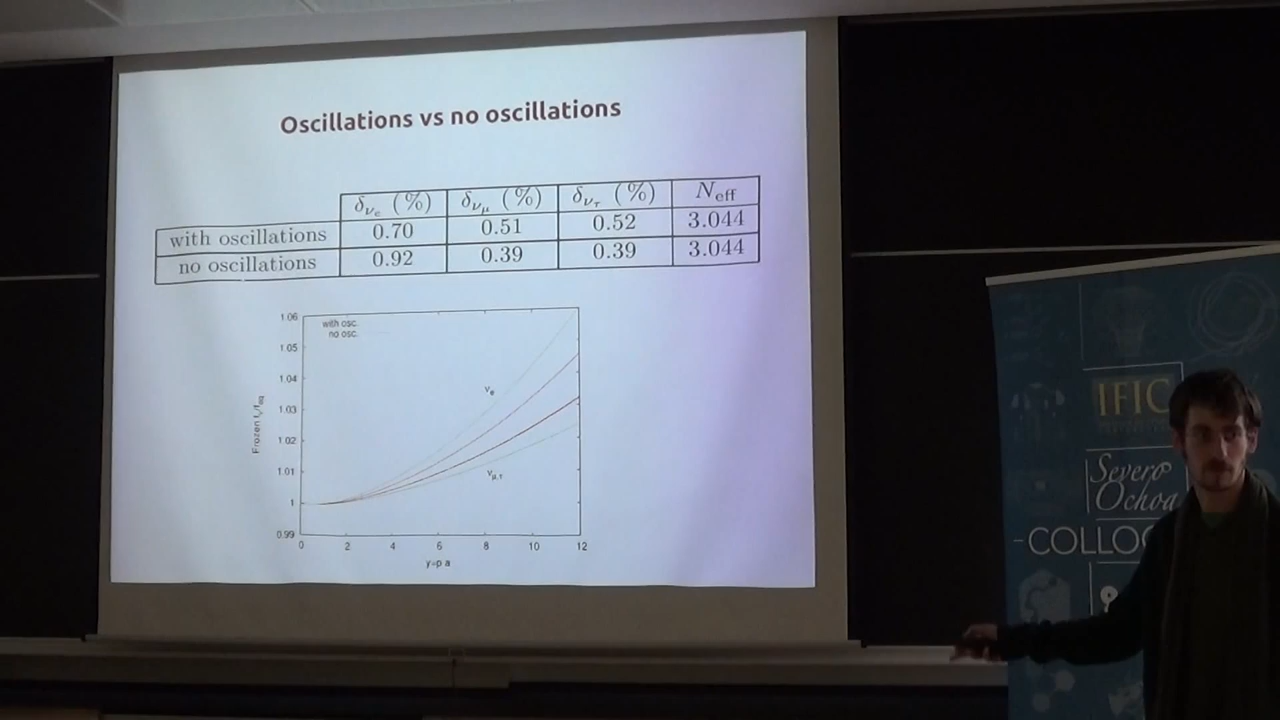 Oscillations vs no oscillations
δνe (%) δνμ (%) δντ (%) Neff
with oscillations 0.70 0.51 0.52 3.044
no oscillations 0.92 0.39 0.39 3.044
with osc.
no osc.
1.06
1.05
1.04
1.03
1.02
1.01
1
0.99
νe
νμ,τ
0 2 4 6 8 10 12
y=p a
IFIC
Severo
Ochoa